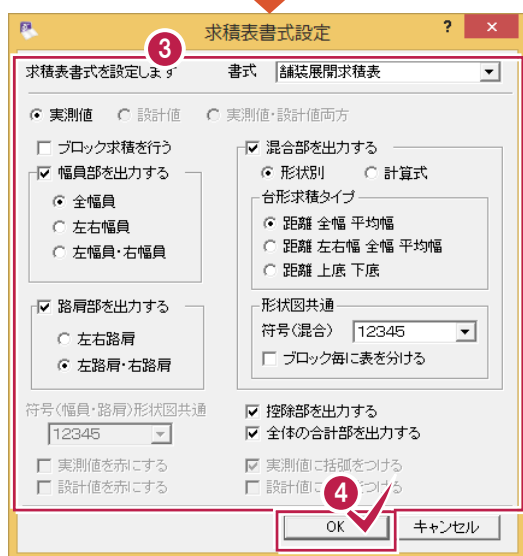 求積表書式設定 ? ×
3
求積表書式を設定します 書式 舗装展開求積表
実測値 設計値 実測値・設計値両方
ブロック求積を行う
幅員部を出力する
全幅員
左右幅員
左幅員・右幅員
路肩部を出力する
左右路肩
左路肩・右路肩
混合部を出力する
形状別 計算式
台形求積タイプ
距離 全幅 平均幅
距離 左右幅 全幅 平均幅
距離 上底 下底
形状図共通
符号(混合) 12345
ブロック毎に表を分ける
符号(幅員・路肩)形状図共通
12345
控除部を出力する
全体の合計部を出力する
実測値を赤にする
設計値を赤にする
実測値に括弧をつける
設計値に つける
4
OK キャンセル